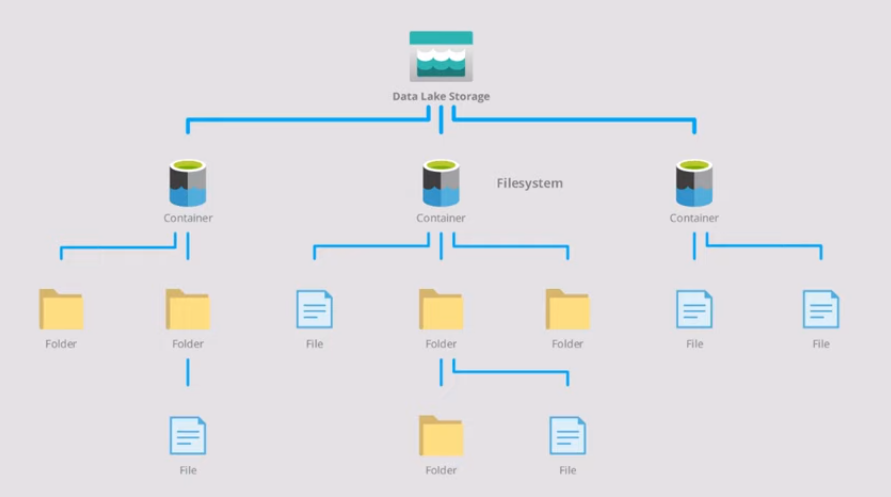 Data Lake Storage
Filesystem
Container
Container
Container
Folder
Folder
File
Folder
Folder
File
File
File
Folder
File